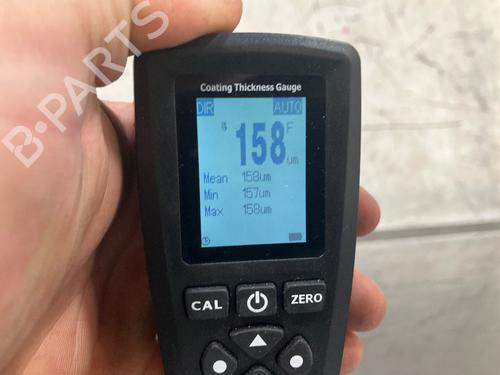 B-PARTS
Coating Thickness Gauge
DIR AUTO
158 F
um
Mean 158um
Min 157um
Max 158um
CAL ZERO